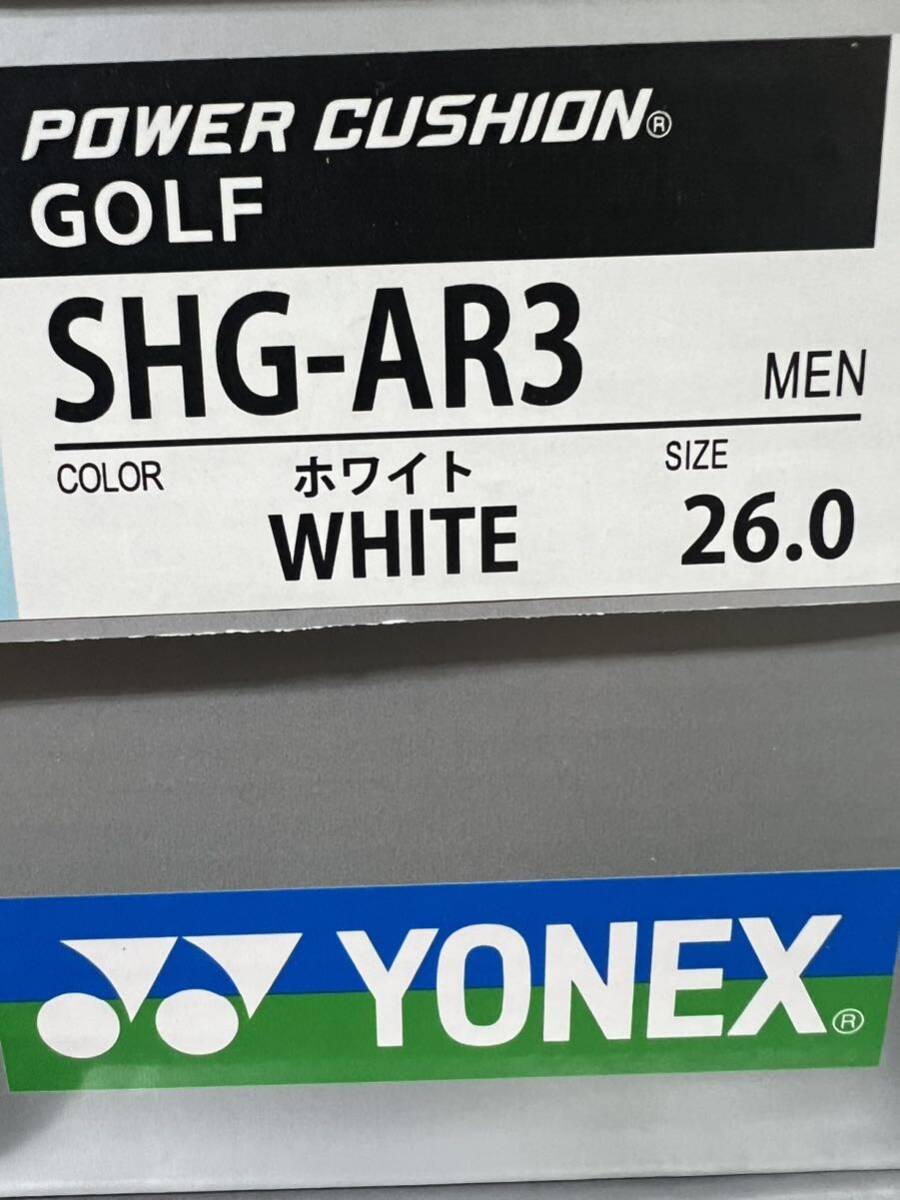 POWER CUSHION®
GOLF
SHG-AR3 MEN
COLOR ホワイト SIZE
WHITE 26.0
YONEX®